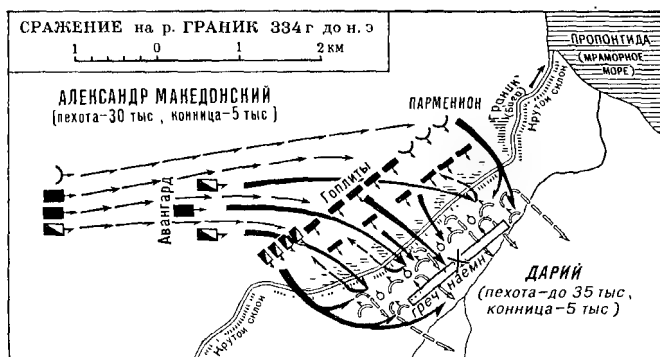 СРАЖЕНИЕ на р. ГРАНИК 334 г до н. э
1 0 1 2 км
ПРОПОНТИДА
(МРАМОРНОЕ
МОРЕ)
АЛЕКСАНДР МАКЕДОНСКИЙ
(пехота-30 тыс, конница-5 тыс)
ПАРМЕНИОН
Граник
Крутой склон
Гоплиты
Авангард
ДАРИЙ
(пехота-до 35 тыс,
конница-5 тыс)
греч наёмн
Крутой склон